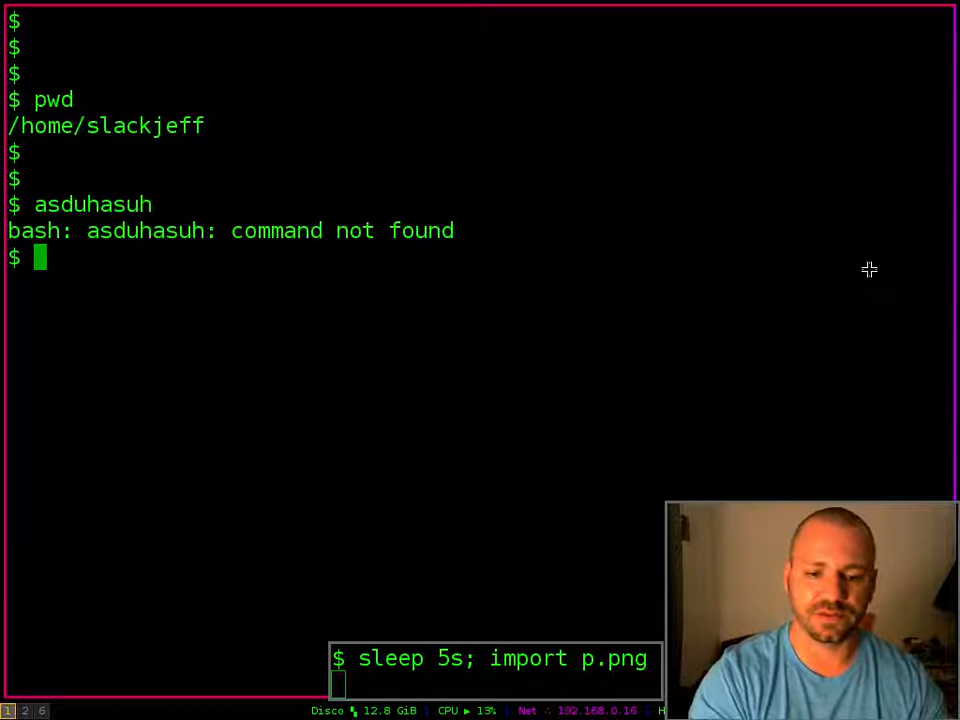 $
$
$
$ pwd
/home/slackjeff
$
$
$ asduhasuh
bash: asduhasuh: command not found
$
$ sleep 5s; import p.png
1 2 6
Disco 12.8 GiB | CPU ▶ 13% | Net ∴ 192.168.0.16 | H